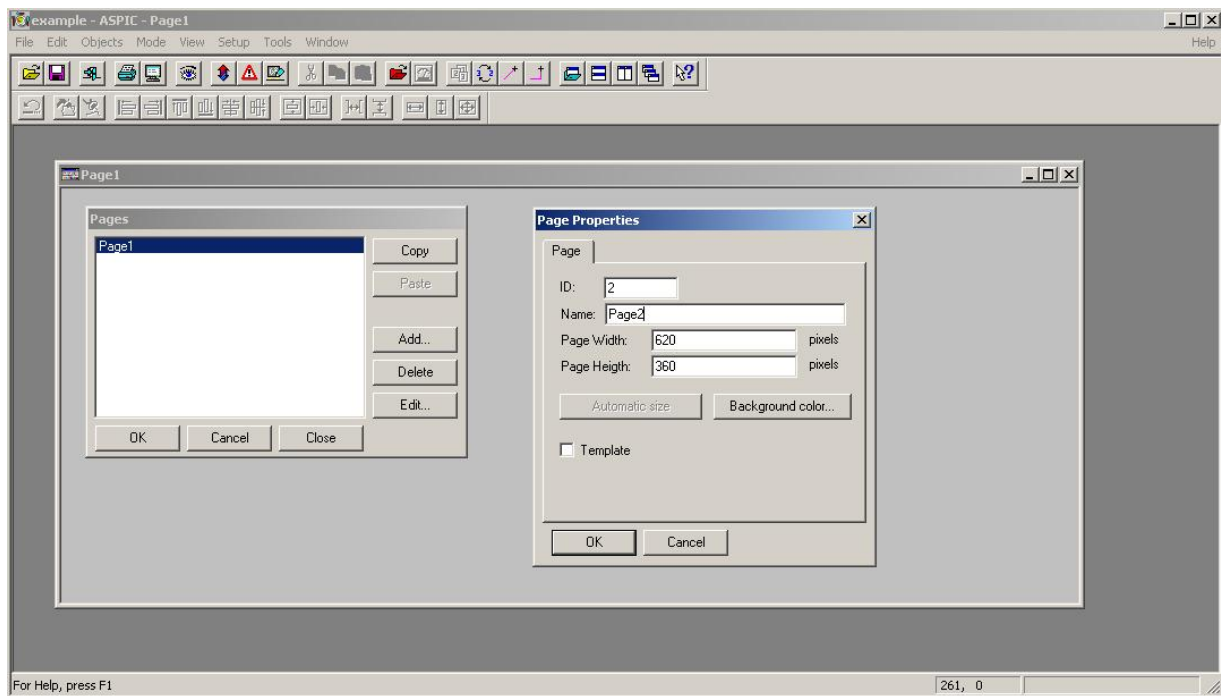 example - ASPIC - Page1
File Edit Objects Mode View Setup Tools Window Help
Page1
Pages
Page1
Copy
Paste
Add...
Delete
Edit...
OK Cancel Close
Page Properties
Page
ID: 2
Name: Page2
Page Width: 620 pixels
Page Heigth: 360 pixels
Automatic size Background color...
Template
OK Cancel
For Help, press F1 261, 0